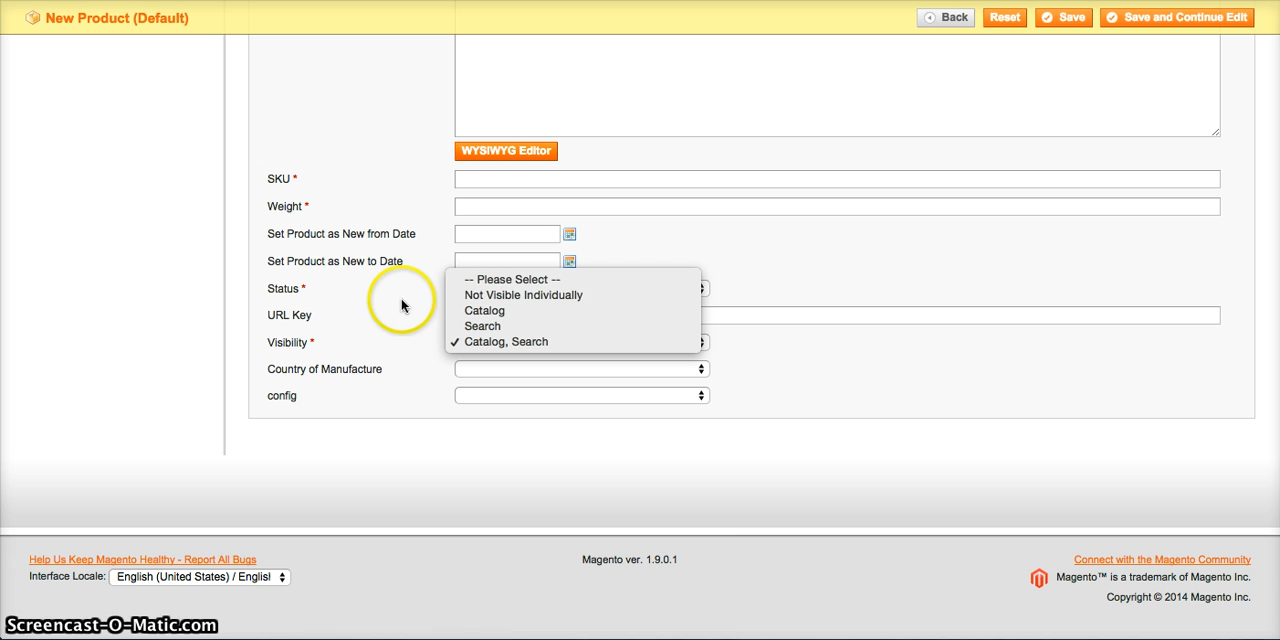 New Product (Default)
Back
Reset
Save
Save and Continue Edit
WYSIWYG Editor
SKU *
Weight *
Set Product as New from Date
Set Product as New to Date
-- Please Select --
Status *
Not Visible Individually
Catalog
URL Key
Search
Visibility *
Catalog, Search
Country of Manufacture
config
Help Us Keep Magento Healthy - Report All Bugs
Magento ver. 1.9.0.1
Connect with the Magento Community
Interface Locale: English (United States) / Englisl
Magento™ is a trademark of Magento Inc.
Copyright © 2014 Magento Inc.
Screencast-O-Matic.com